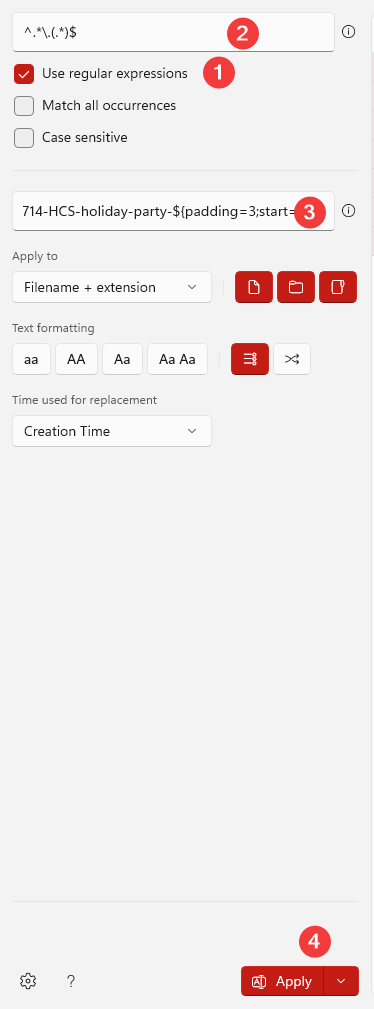 ^.*\.(.*)$
2
Use regular expressions
1
Match all occurrences
Case sensitive
714-HCS-holiday-party-${padding=3;start=
3
Apply to
Filename + extension
Text formatting
aa AA Aa Aa Aa
Time used for replacement
Creation Time
4
? Apply